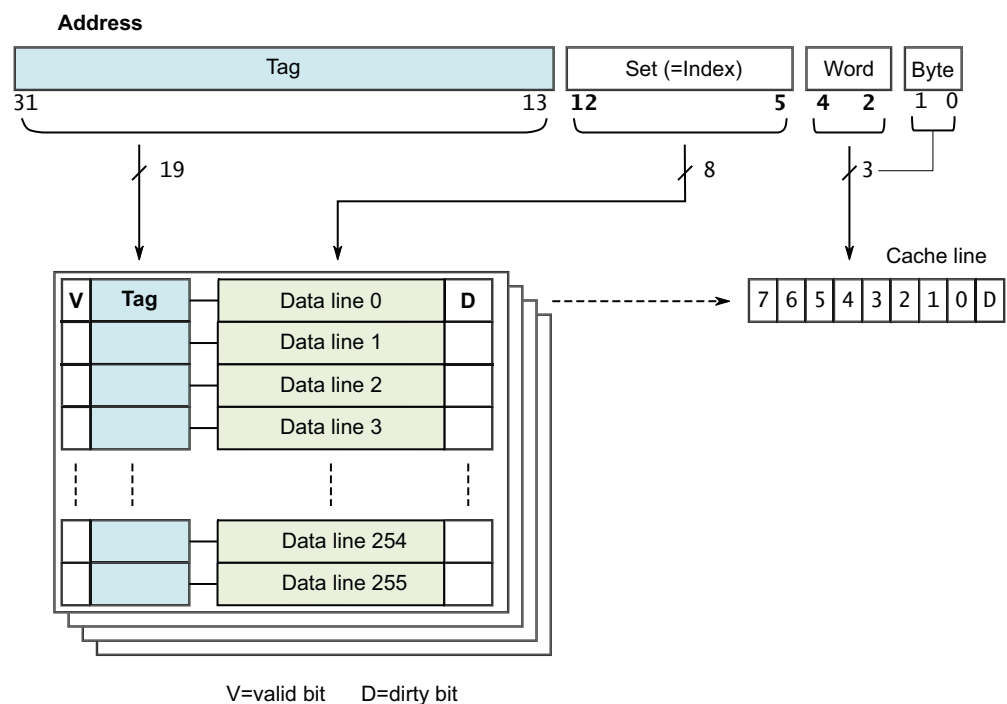 Address
Tag Set (=Index) Word Byte
31 13 12 5 4 2 1 0
19 8 3
Cache line
V Tag Data line 0 D 7 6 5 4 3 2 1 0 D
Data line 1
Data line 2
Data line 3
Data line 254
Data line 255
V=valid bit D=dirty bit